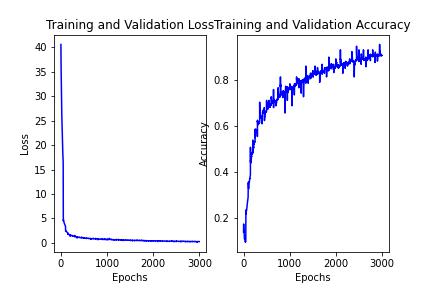 Training and Validation Loss
40
35
30
25
20
15
10
5
0
Loss
0 1000 2000 3000
Epochs
Training and Validation Accuracy
0.8
0.6
0.4
0.2
Accuracy
0 1000 2000 3000
Epochs